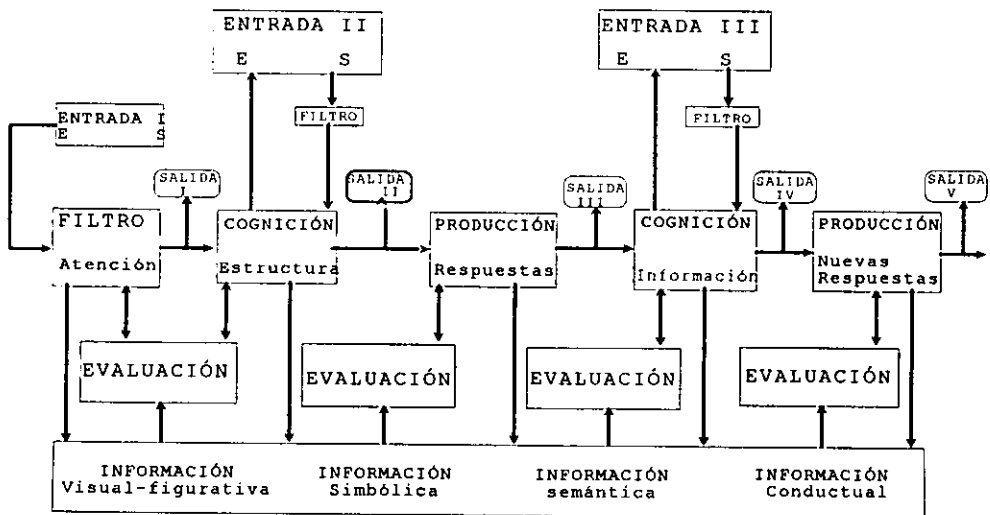 ENTRADA II
E S
ENTRADA III
E S
ENTRADA I
E S
FILTRO
FILTRO
SALIDA
I
SALIDA
II
SALIDA
III
SALIDA
IV
SALIDA
V
FILTRO
Atención
COGNICIÓN
Estructura
PRODUCCIÓN
Respuestas
COGNICIÓN
Información
PRODUCCIÓN
Nuevas
Respuestas
EVALUACIÓN
EVALUACIÓN
EVALUACIÓN
EVALUACIÓN
INFORMACIÓN
Visual-figurativa
INFORMACIÓN
Simbólica
INFORMACIÓN
semántica
INFORMACIÓN
Conductual